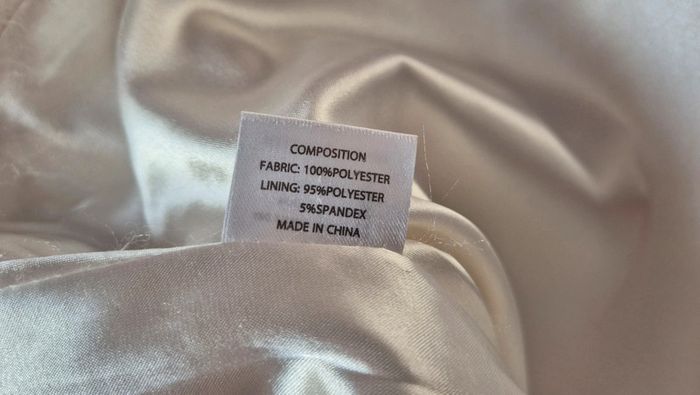 COMPOSITION
FABRIC: 100%POLYESTER
LINING: 95%POLYESTER
5%SPANDEX
MADE IN CHINA